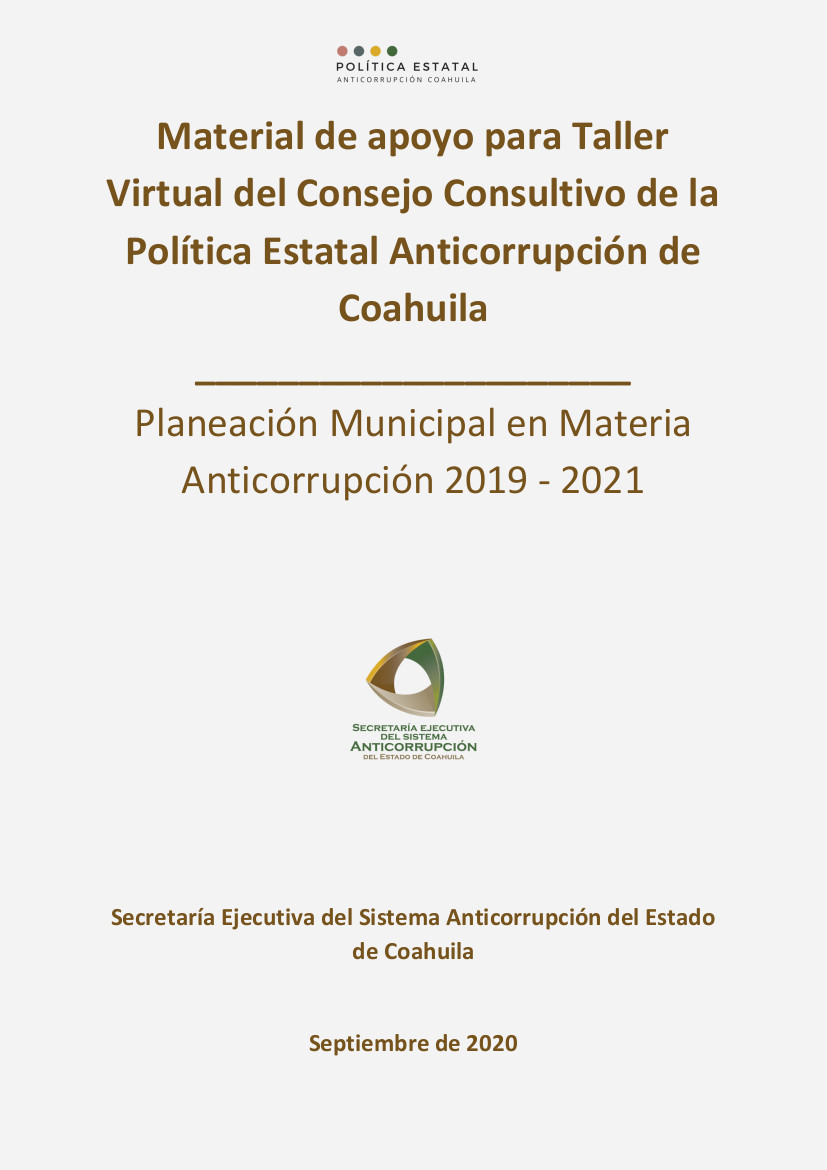 POLÍTICA ESTATAL
ANTICORRUPCIÓN COAHUILA
Material de apoyo para Taller
Virtual del Consejo Consultivo de la
Política Estatal Anticorrupción de
Coahuila
Planeación Municipal en Materia
Anticorrupción 2019 - 2021
SECRETARÍA EJECUTIVA
DEL SISTEMA
ANTICORRUPCIÓN
DEL ESTADO DE COAHUILA
Secretaría Ejecutiva del Sistema Anticorrupción del Estado
de Coahuila
Septiembre de 2020